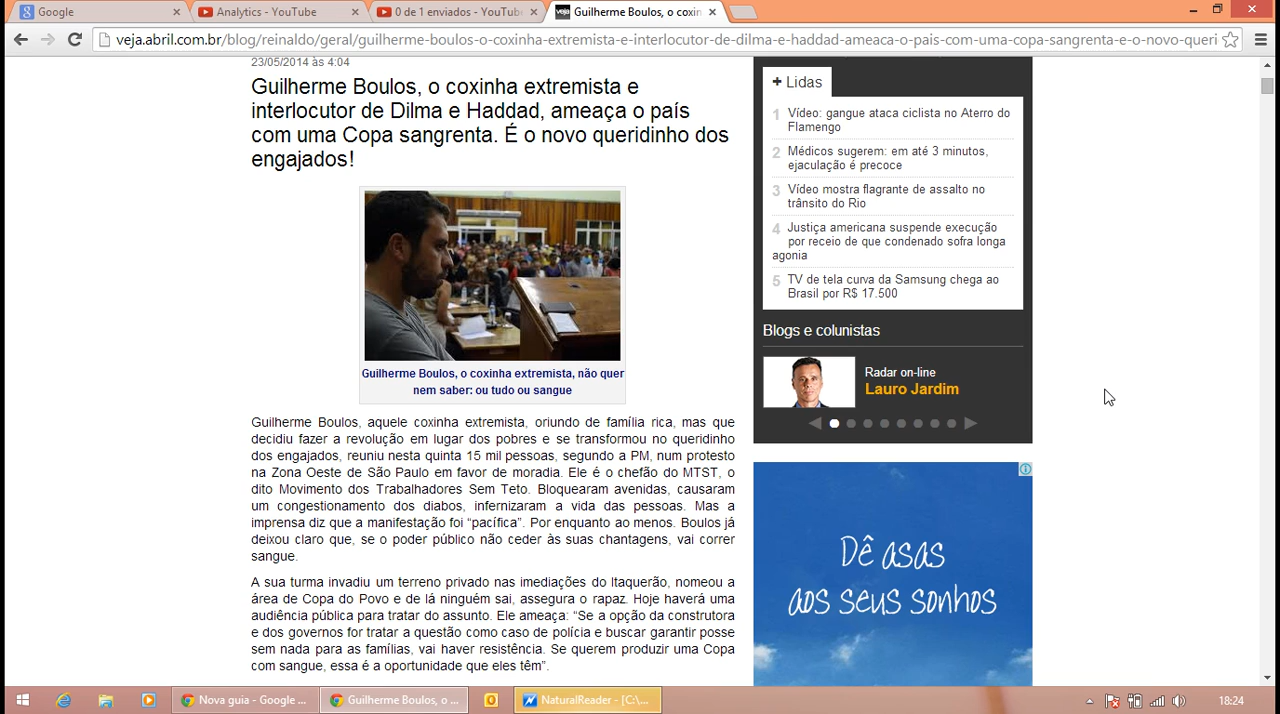 Google
Analytics - YouTube
0 de 1 enviados - YouTub
Guilherme Boulos, o coxin
veja.abril.com.br/blog/reinaldo/geral/guilherme-boulos-o-coxinha-extremista-e-interlocutor-de-dilma-e-haddad-ameaca-o-pais-com-uma-copa-sangrenta-e-o-novo-queri
23/05/2014 às 4:04
Guilherme Boulos, o coxinha extremista e
interlocutor de Dilma e Haddad, ameaça o país
com uma Copa sangrenta. É o novo queridinho dos
engajados!
Guilherme Boulos, o coxinha extremista, não quer
nem saber: ou tudo ou sangue
Guilherme Boulos, aquele coxinha extremista, oriundo de família rica, mas que
decidiu fazer a revolução em lugar dos pobres e se transformou no queridinho
dos engajados, reuniu nesta quinta 15 mil pessoas, segundo a PM, num protesto
na Zona Oeste de São Paulo em favor de moradia. Ele é o chefão do MTST, o
dito Movimento dos Trabalhadores Sem Teto. Bloquearam avenidas, causaram
um congestionamento dos diabos, infernizaram a vida das pessoas. Mas a
imprensa diz que a manifestação foi “pacífica”. Por enquanto ao menos. Boulos já
deixou claro que, se o poder público não ceder às suas chantagens, vai correr
sangue.
A sua turma invadiu um terreno privado nas imediações do Itaquerão, nomeou a
área de Copa do Povo e de lá ninguém sai, assegura o rapaz. Hoje haverá uma
audiência pública para tratar do assunto. Ele ameaça: “Se a opção da construtora
e dos governos for tratar a questão como caso de polícia e buscar garantir posse
sem nada para as famílias, vai haver resistência. Se querem produzir uma Copa
com sangue, essa é a oportunidade que eles têm”.
+ Lidas
1 Vídeo: gangue ataca ciclista no Aterro do
Flamengo
2 Médicos sugerem: em até 3 minutos,
ejaculação é precoce
3 Vídeo mostra flagrante de assalto no
trânsito do Rio
4 Justiça americana suspende execução
por receio de que condenado sofra longa
agonia
5 TV de tela curva da Samsung chega ao
Brasil por R$ 17.500
Blogs e colunistas
Radar on-line
Lauro Jardim
Dê asas
aos seus sonhos
Nova guia - Google ...
Guilherme Boulos, o ...
NaturalReader - [C:\...
18:24